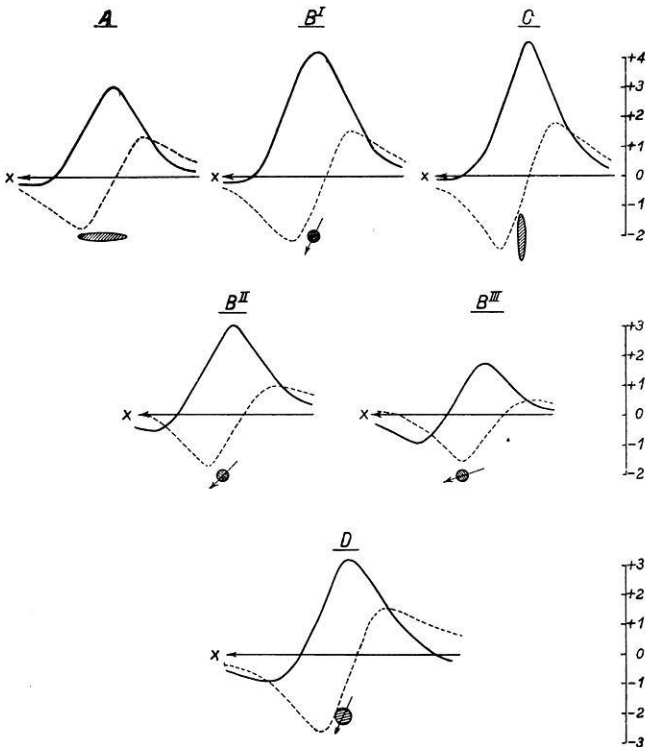 A B^I C
+4
+3
+2
+1
X X X 0
-1
-2
B^II B^III
+3
+2
+1
X X 0
-1
-2
D
+3
+2
+1
X 0
-1
-2
-3